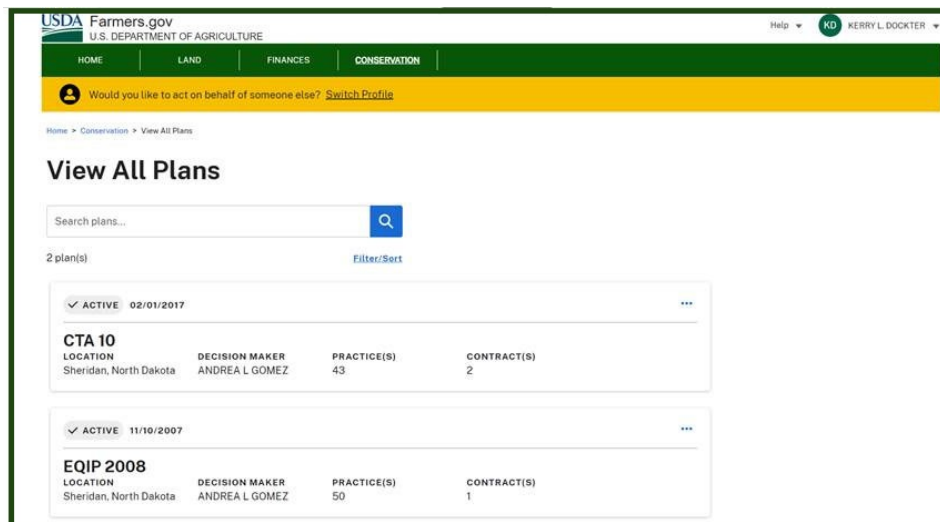 USDA Farmers.gov
U.S. DEPARTMENT OF AGRICULTURE
Help
KD KERRY L. DOCKTER
HOME LAND FINANCES CONSERVATION
Would you like to act on behalf of someone else? Switch Profile
Home > Conservation > View All Plans
View All Plans
Search plans...
2 plan(s) Filter/Sort
ACTIVE 02/01/2017
CTA 10
LOCATION DECISION MAKER PRACTICE(S) CONTRACT(S)
Sheridan, North Dakota ANDREA L GOMEZ 43 2
ACTIVE 11/10/2007
EQIP 2008
LOCATION DECISION MAKER PRACTICE(S) CONTRACT(S)
Sheridan, North Dakota ANDREA L GOMEZ 50 1